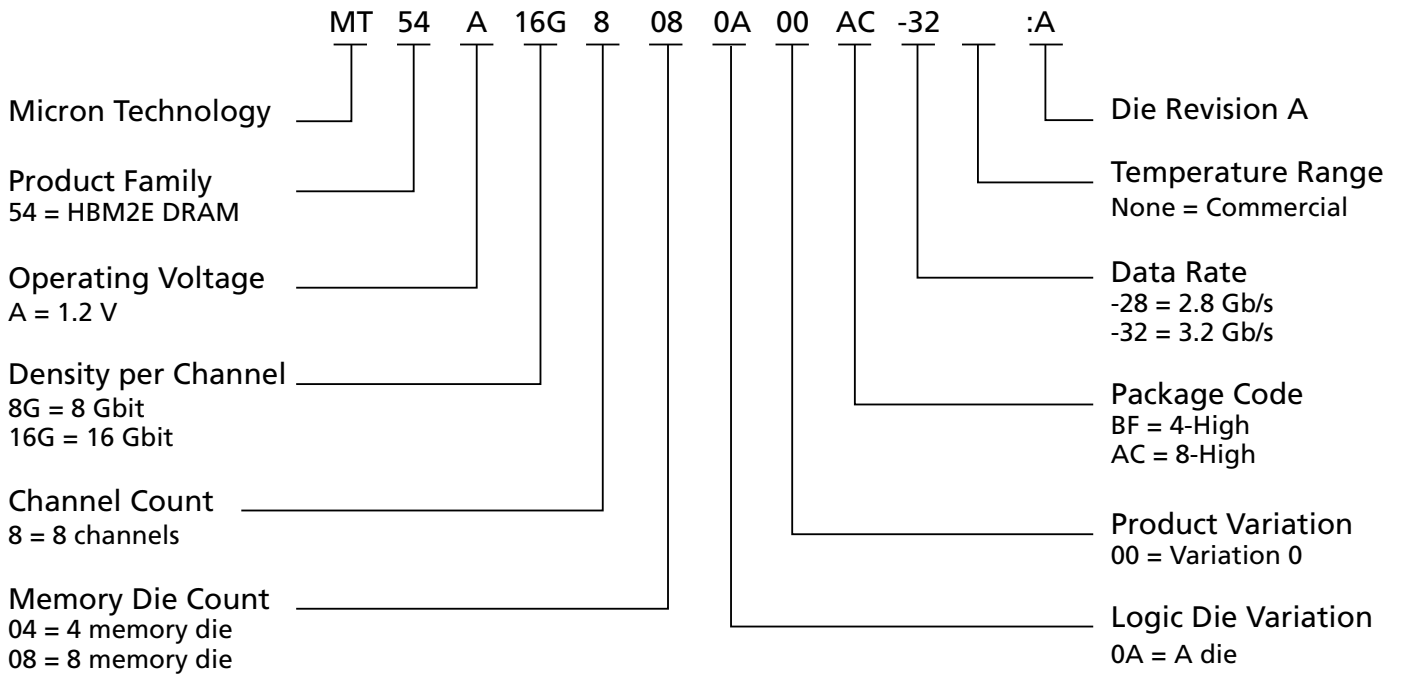 MT 54 A 16G 8 08 0A 00 AC -32 :A
Micron Technology
Product Family
54 = HBM2E DRAM
Operating Voltage
A = 1.2 V
Density per Channel
8G = 8 Gbit
16G = 16 Gbit
Channel Count
8 = 8 channels
Memory Die Count
04 = 4 memory die
08 = 8 memory die
Die Revision A
Temperature Range
None = Commercial
Data Rate
-28 = 2.8 Gb/s
-32 = 3.2 Gb/s
Package Code
BF = 4-High
AC = 8-High
Product Variation
00 = Variation 0
Logic Die Variation
0A = A die